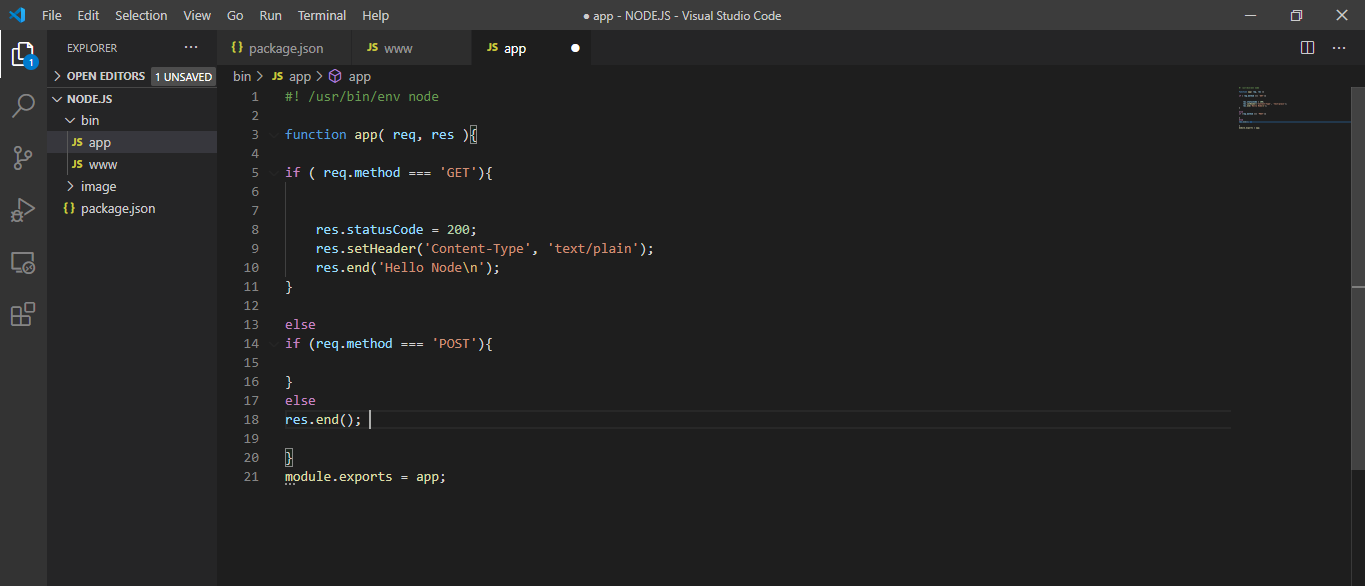 File Edit Selection View Go Run Terminal Help
● app - NODE.JS - Visual Studio Code
1
EXPLORER ···
OPEN EDITORS 1 UNSAVED
NODE.JS
bin
JS app
JS www
image
{} package.json
{} package.json
JS www
JS app ●
···
bin > JS app > app
1 #! /usr/bin/env node
2
3 function app( req, res ){
4
5 if ( req.method === 'GET'){
6
7
8 res.statusCode = 200;
9 res.setHeader('Content-Type', 'text/plain');
10 res.end('Hello Node\n');
11 }
12
13 else
14 if (req.method === 'POST'){
15
16 }
17 else
18 res.end();
19
20 }
21 module.exports = app;